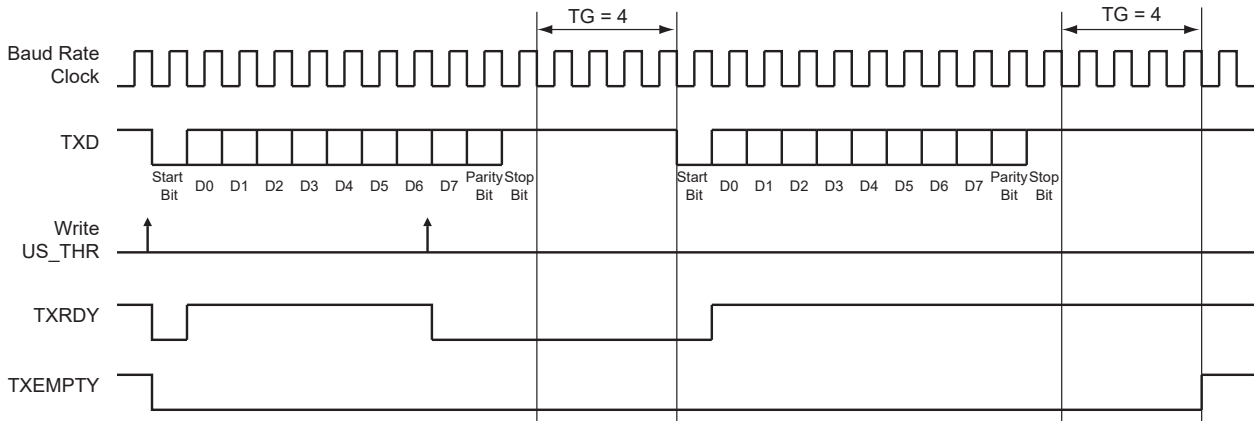 TG = 4
TG = 4
Baud Rate
Clock
TXD
Start
Bit
D0
D1
D2
D3
D4
D5
D6
D7
Parity
Bit
Stop
Bit
Start
Bit
D0
D1
D2
D3
D4
D5
D6
D7
Parity
Bit
Stop
Bit
Write
US_THR
TXRDY
TXEMPTY